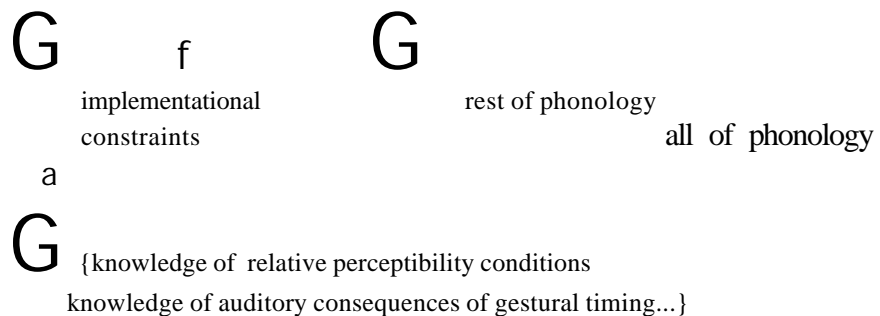 G f G
implementational rest of phonology
constraints
all of phonology
a
G {knowledge of relative perceptibility conditions
knowledge of auditory consequences of gestural timing...}